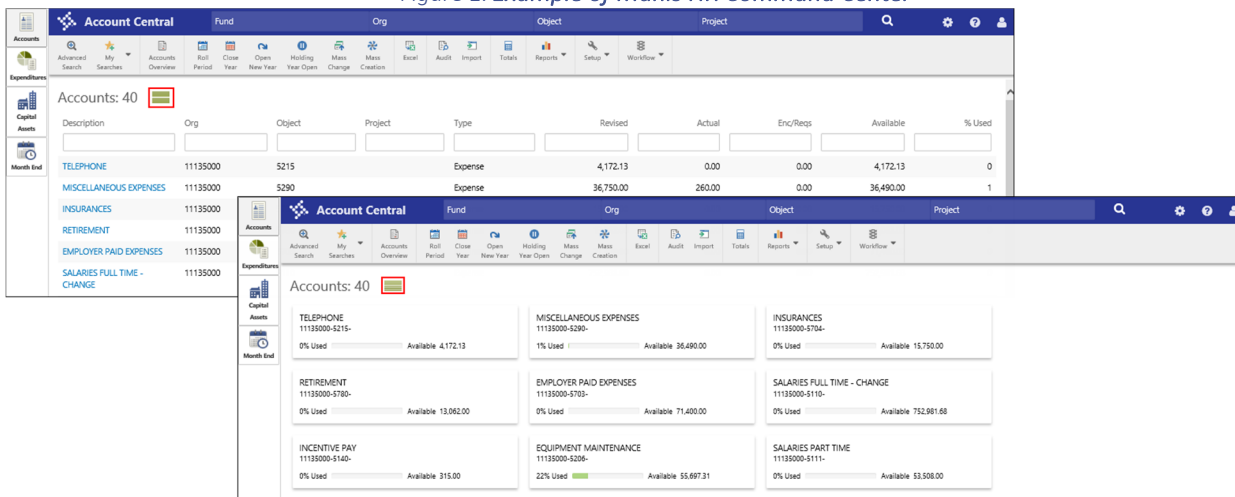 Figure 2. Example of Munis AR Command Center
Account Central Fund Org Object Project
Accounts
Expenditures
Capital Assets
Month End
Advanced Search My Searches Accounts Overview Roll Period Close Year Open New Year Holding Year Open Mass Change Mass Creation Excel Audit Import Totals Reports Setup Workflow
Accounts: 40
Description Org Object Project Type Revised Actual Enc/Reqs Available % Used
TELEPHONE 11135000 5215 Expense 4,172.13 0.00 0.00 4,172.13 0
MISCELLANEOUS EXPENSES 11135000 5290 Expense 36,750.00 260.00 0.00 36,490.00 1
INSURANCES 11135000
RETIREMENT 11135000
EMPLOYER PAID EXPENSES 11135000
SALARIES FULL TIME - 11135000
CHANGE
Account Central Fund Org Object Project
Accounts
Expenditures
Capital Assets
Month End
Advanced Search My Searches Accounts Overview Roll Period Close Year Open New Year Holding Year Open Mass Change Mass Creation Excel Audit Import Totals Reports Setup Workflow
Accounts: 40
TELEPHONE
11135000-5215-
0% Used Available 4,172.13
MISCELLANEOUS EXPENSES
11135000-5290-
1% Used Available 36,490.00
INSURANCES
11135000-5704-
0% Used Available 15,750.00
RETIREMENT
11135000-5780-
0% Used Available 13,062.00
EMPLOYER PAID EXPENSES
11135000-5703-
0% Used Available 71,400.00
SALARIES FULL TIME - CHANGE
11135000-5110-
0% Used Available 752,981.68
INCENTIVE PAY
11135000-5140-
0% Used Available 315.00
EQUIPMENT MAINTENANCE
11135000-5206-
22% Used Available 55,697.31
SALARIES PART TIME
11135000-5111-
0% Used Available 53,508.00